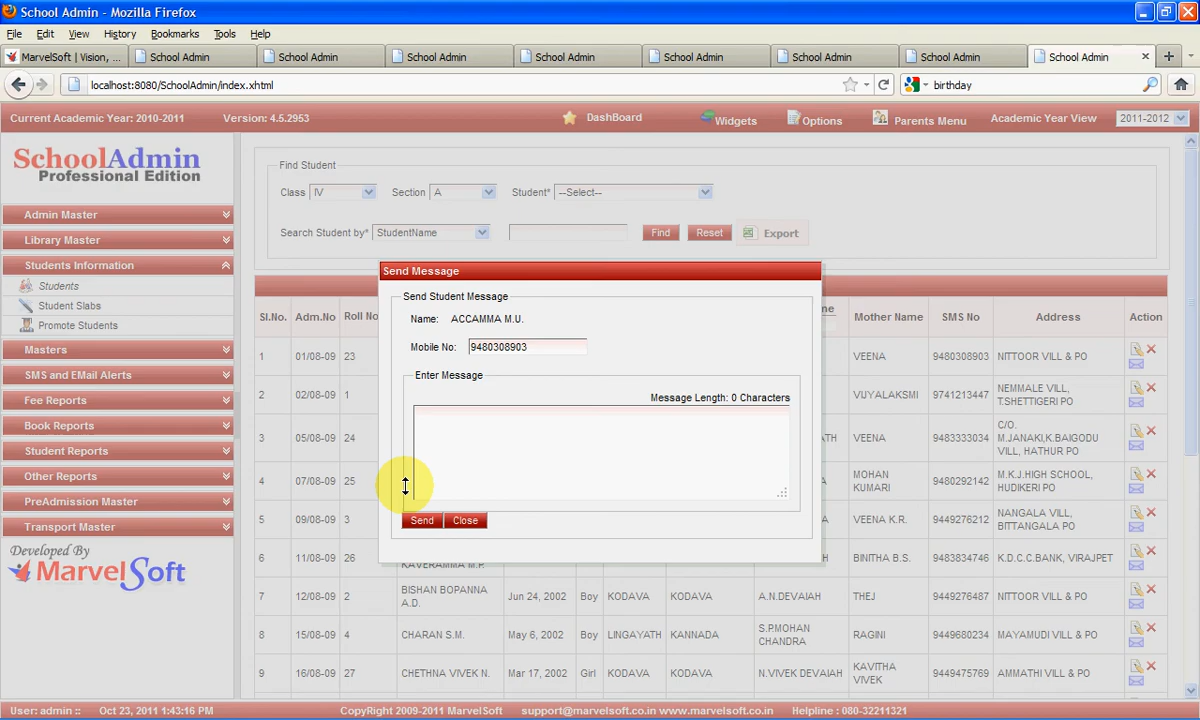 School Admin - Mozilla Firefox
File Edit View History Bookmarks Tools Help
MarvelSoft | Vision, ... School Admin School Admin School Admin School Admin School Admin School Admin School Admin School Admin
localhost:8080/SchoolAdmin/index.xhtml birthday
Current Academic Year: 2010-2011 Version: 4.5.2953 DashBoard Widgets Options Parents Menu Academic Year View 2011-2012
SchoolAdmin
Professional Edition
Admin Master
Library Master
Students Information
Students
Student Slabs
Promote Students
Masters
SMS and EMail Alerts
Fee Reports
Book Reports
Student Reports
Other Reports
PreAdmission Master
Transport Master
Developed By
MarvelSoft
Find Student
Class IV Section A Student* --Select--
Search Student by* StudentName Find Reset Export
Send Message
Send Student Message
Name: ACCAMMA M.U.
Mobile No: 9480308903
Enter Message
Message Length: 0 Characters
Send Close
Sl.No. Adm.No Roll No Mother Name SMS No Address Action
1 01/08-09 23 VEENA 9480308903 NITTOOR VILL & PO
2 02/08-09 1 VIJYALAKSMI 9741213447 NEMMALE VILL, T.SHETTIGERI PO
3 05/08-09 24 VEENA 9483333034 C/O. M.JANAKI,K.BAIGODU VILL, HATHUR PO
4 07/08-09 25 MOHAN KUMARI 9480292142 M.K.J.HIGH SCHOOL, HUDIKERI PO
5 09/08-09 3 VEENA K.R. 9449276212 NANGALA VILL, BITTANGALA PO
6 11/08-09 26 KAVERAMMA M.P. BINITHA B.S. 9483834746 K.D.C.C.BANK, VIRAJPET
7 12/08-09 2 BISHAN BOPANNA A.D. Jun 24, 2002 Boy KODAVA KODAVA A.N.DEVAIAH THEJ 9449276487 NITTOOR VILL & PO
8 15/08-09 4 CHARAN S.M. May 6, 2002 Boy LINGAYATH KANNADA S.P.MOHAN CHANDRA RAGINI 9449680234 MAYAMUDI VILL & PO
9 16/08-09 27 CHETHNA VIVEK N. Mar 17, 2002 Girl KODAVA KODAVA N.VIVEK DEVAIAH KAVITHA VIVEK 9449475769 AMMATHI VILL & PO
User: admin :: Oct 23, 2011 1:43:16 PM CopyRight 2009-2011 MarvelSoft support@marvelsoft.co.in www.marvelsoft.co.in Helpline : 080-32211321